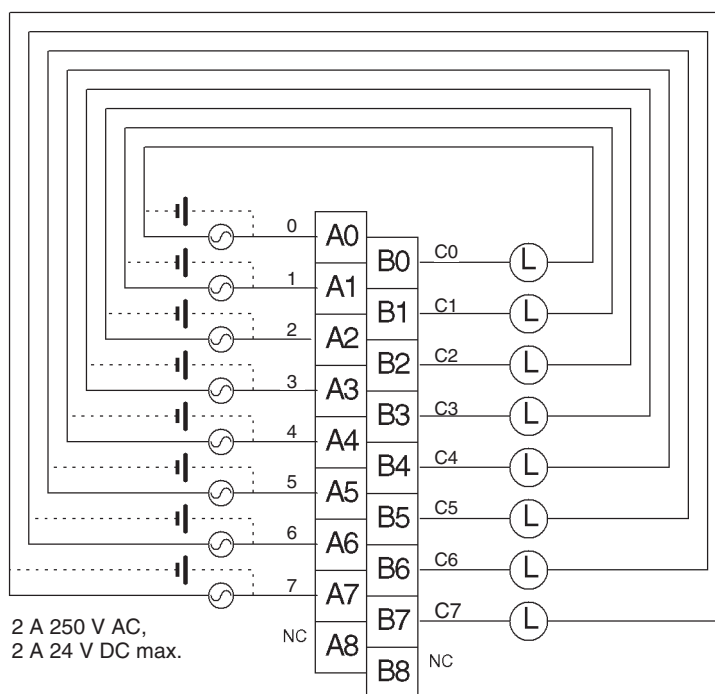 0 A0
B0 C0 L
1 A1
B1 C1 L
2 A2
B2 C2 L
3 A3
B3 C3 L
4 A4
B4 C4 L
5 A5
B5 C5 L
6 A6
B6 C6 L
7 A7
B7 C7 L
2 A 250 V AC,
2 A 24 V DC max.
NC A8
B8 NC